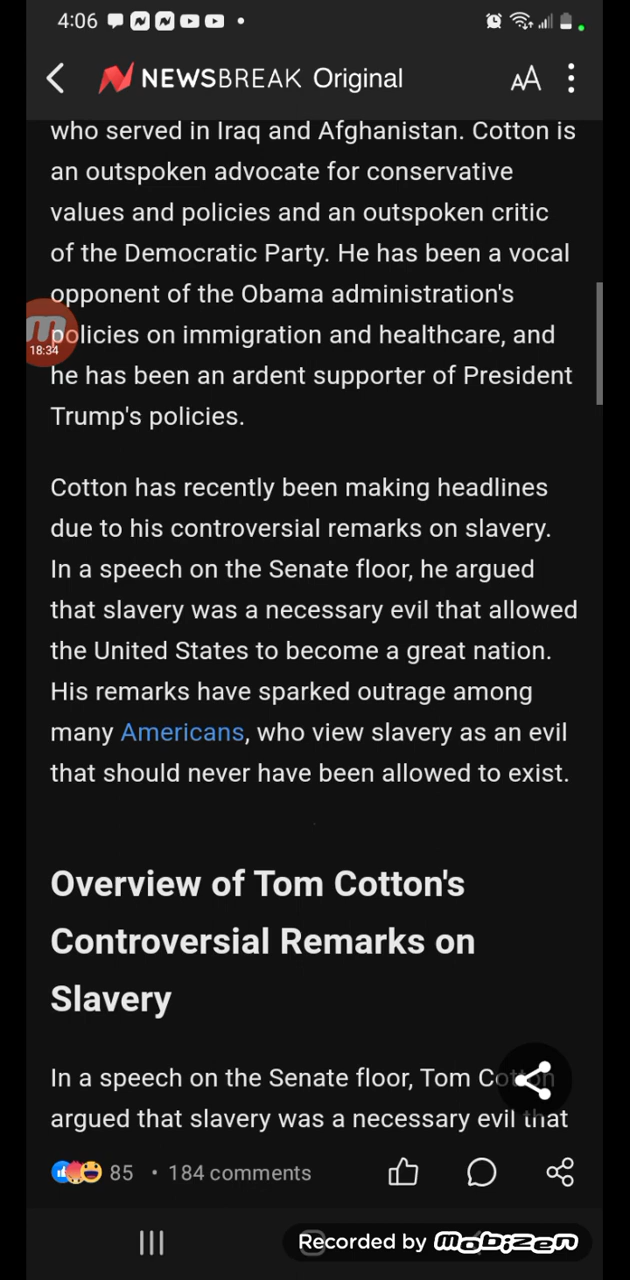 4:06
NEWSBREAK Original
AA
who served in Iraq and Afghanistan. Cotton is
an outspoken advocate for conservative
values and policies and an outspoken critic
of the Democratic Party. He has been a vocal
opponent of the Obama administration's
policies on immigration and healthcare, and
18:34
he has been an ardent supporter of President
Trump's policies.
Cotton has recently been making headlines
due to his controversial remarks on slavery.
In a speech on the Senate floor, he argued
that slavery was a necessary evil that allowed
the United States to become a great nation.
His remarks have sparked outrage among
many Americans, who view slavery as an evil
that should never have been allowed to exist.
Overview of Tom Cotton's
Controversial Remarks on
Slavery
In a speech on the Senate floor, Tom Cotton
argued that slavery was a necessary evil that
85 • 184 comments
Recorded by mobizen